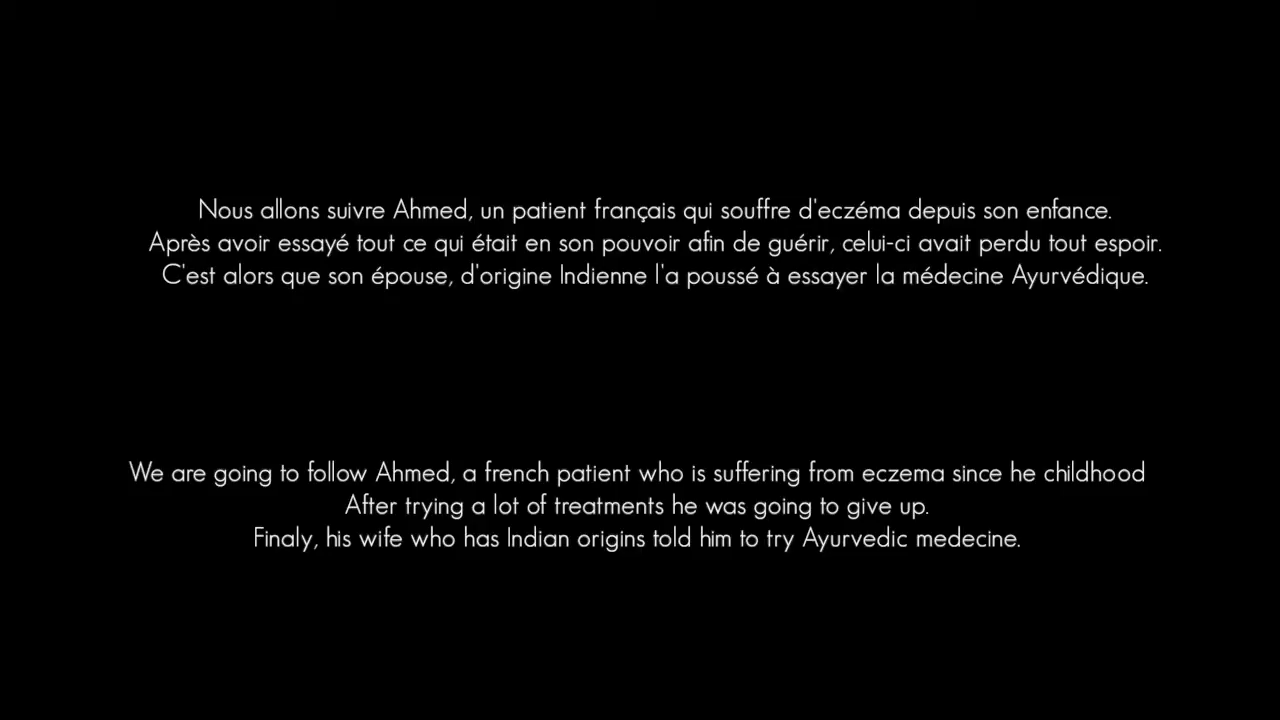 Nous allons suivre Ahmed, un patient français qui souffre d'eczéma depuis son enfance.
Après avoir essayé tout ce qui était en son pouvoir afin de guérir, celui-ci avait perdu tout espoir.
C'est alors que son épouse, d'origine Indienne l'a poussé à essayer la médecine Ayurvédique.
We are going to follow Ahmed, a french patient who is suffering from eczema since he childhood
After trying a lot of treatments he was going to give up.
Finaly, his wife who has Indian origins told him to try Ayurvedic medecine.